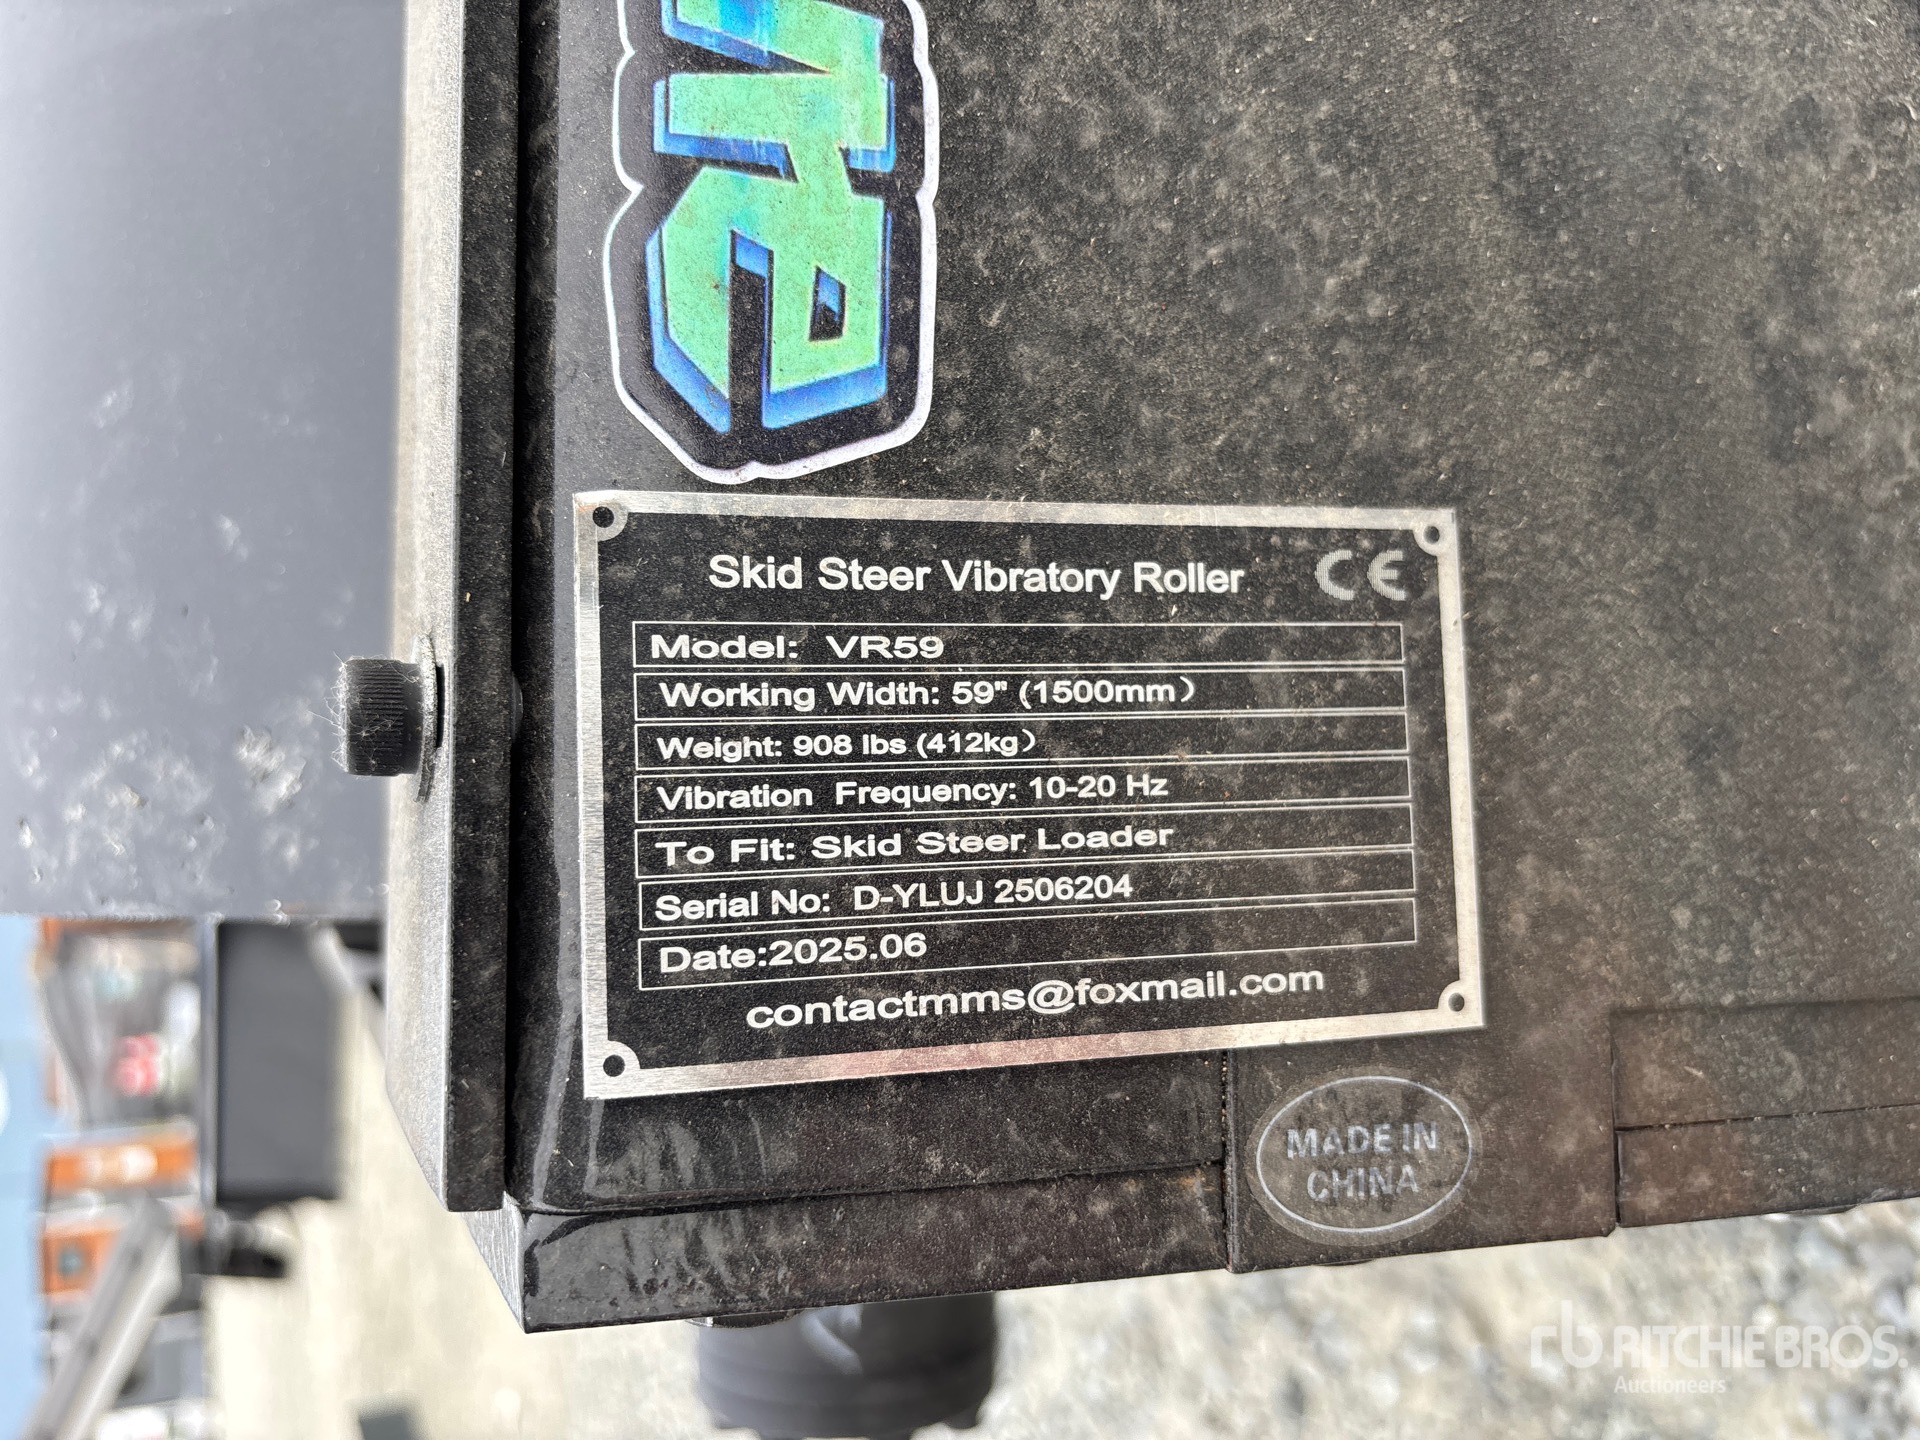 Skid Steer Vibratory Roller CE
Model: VR59
Working Width: 59" (1500mm）
Weight: 908 lbs (412kg）
Vibration Frequency: 10-20 Hz
To Fit: Skid Steer Loader
Serial No: D-YLUJ 2506204
Date:2025.06
contactmms@foxmail.com
MADE IN
CHINA
rb RITCHIE BROS.
Auctioneers